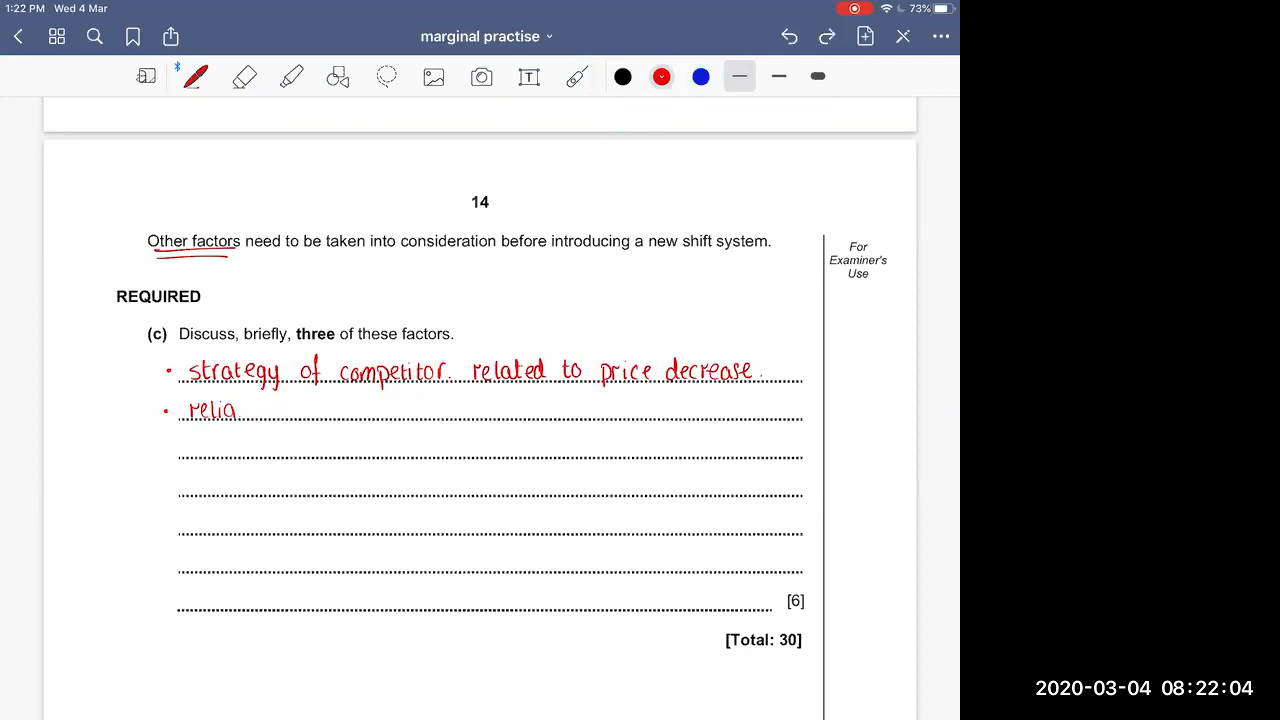 1:22 PM Wed 4 Mar
73%
marginal practise
T
14
Other factors need to be taken into consideration before introducing a new shift system.
For
Examiner's
Use
REQUIRED
(c) Discuss, briefly, three of these factors.
• strategy of competitor. related to price decrease.
• relia
[6]
[Total: 30]
2020-03-04 08:22:04